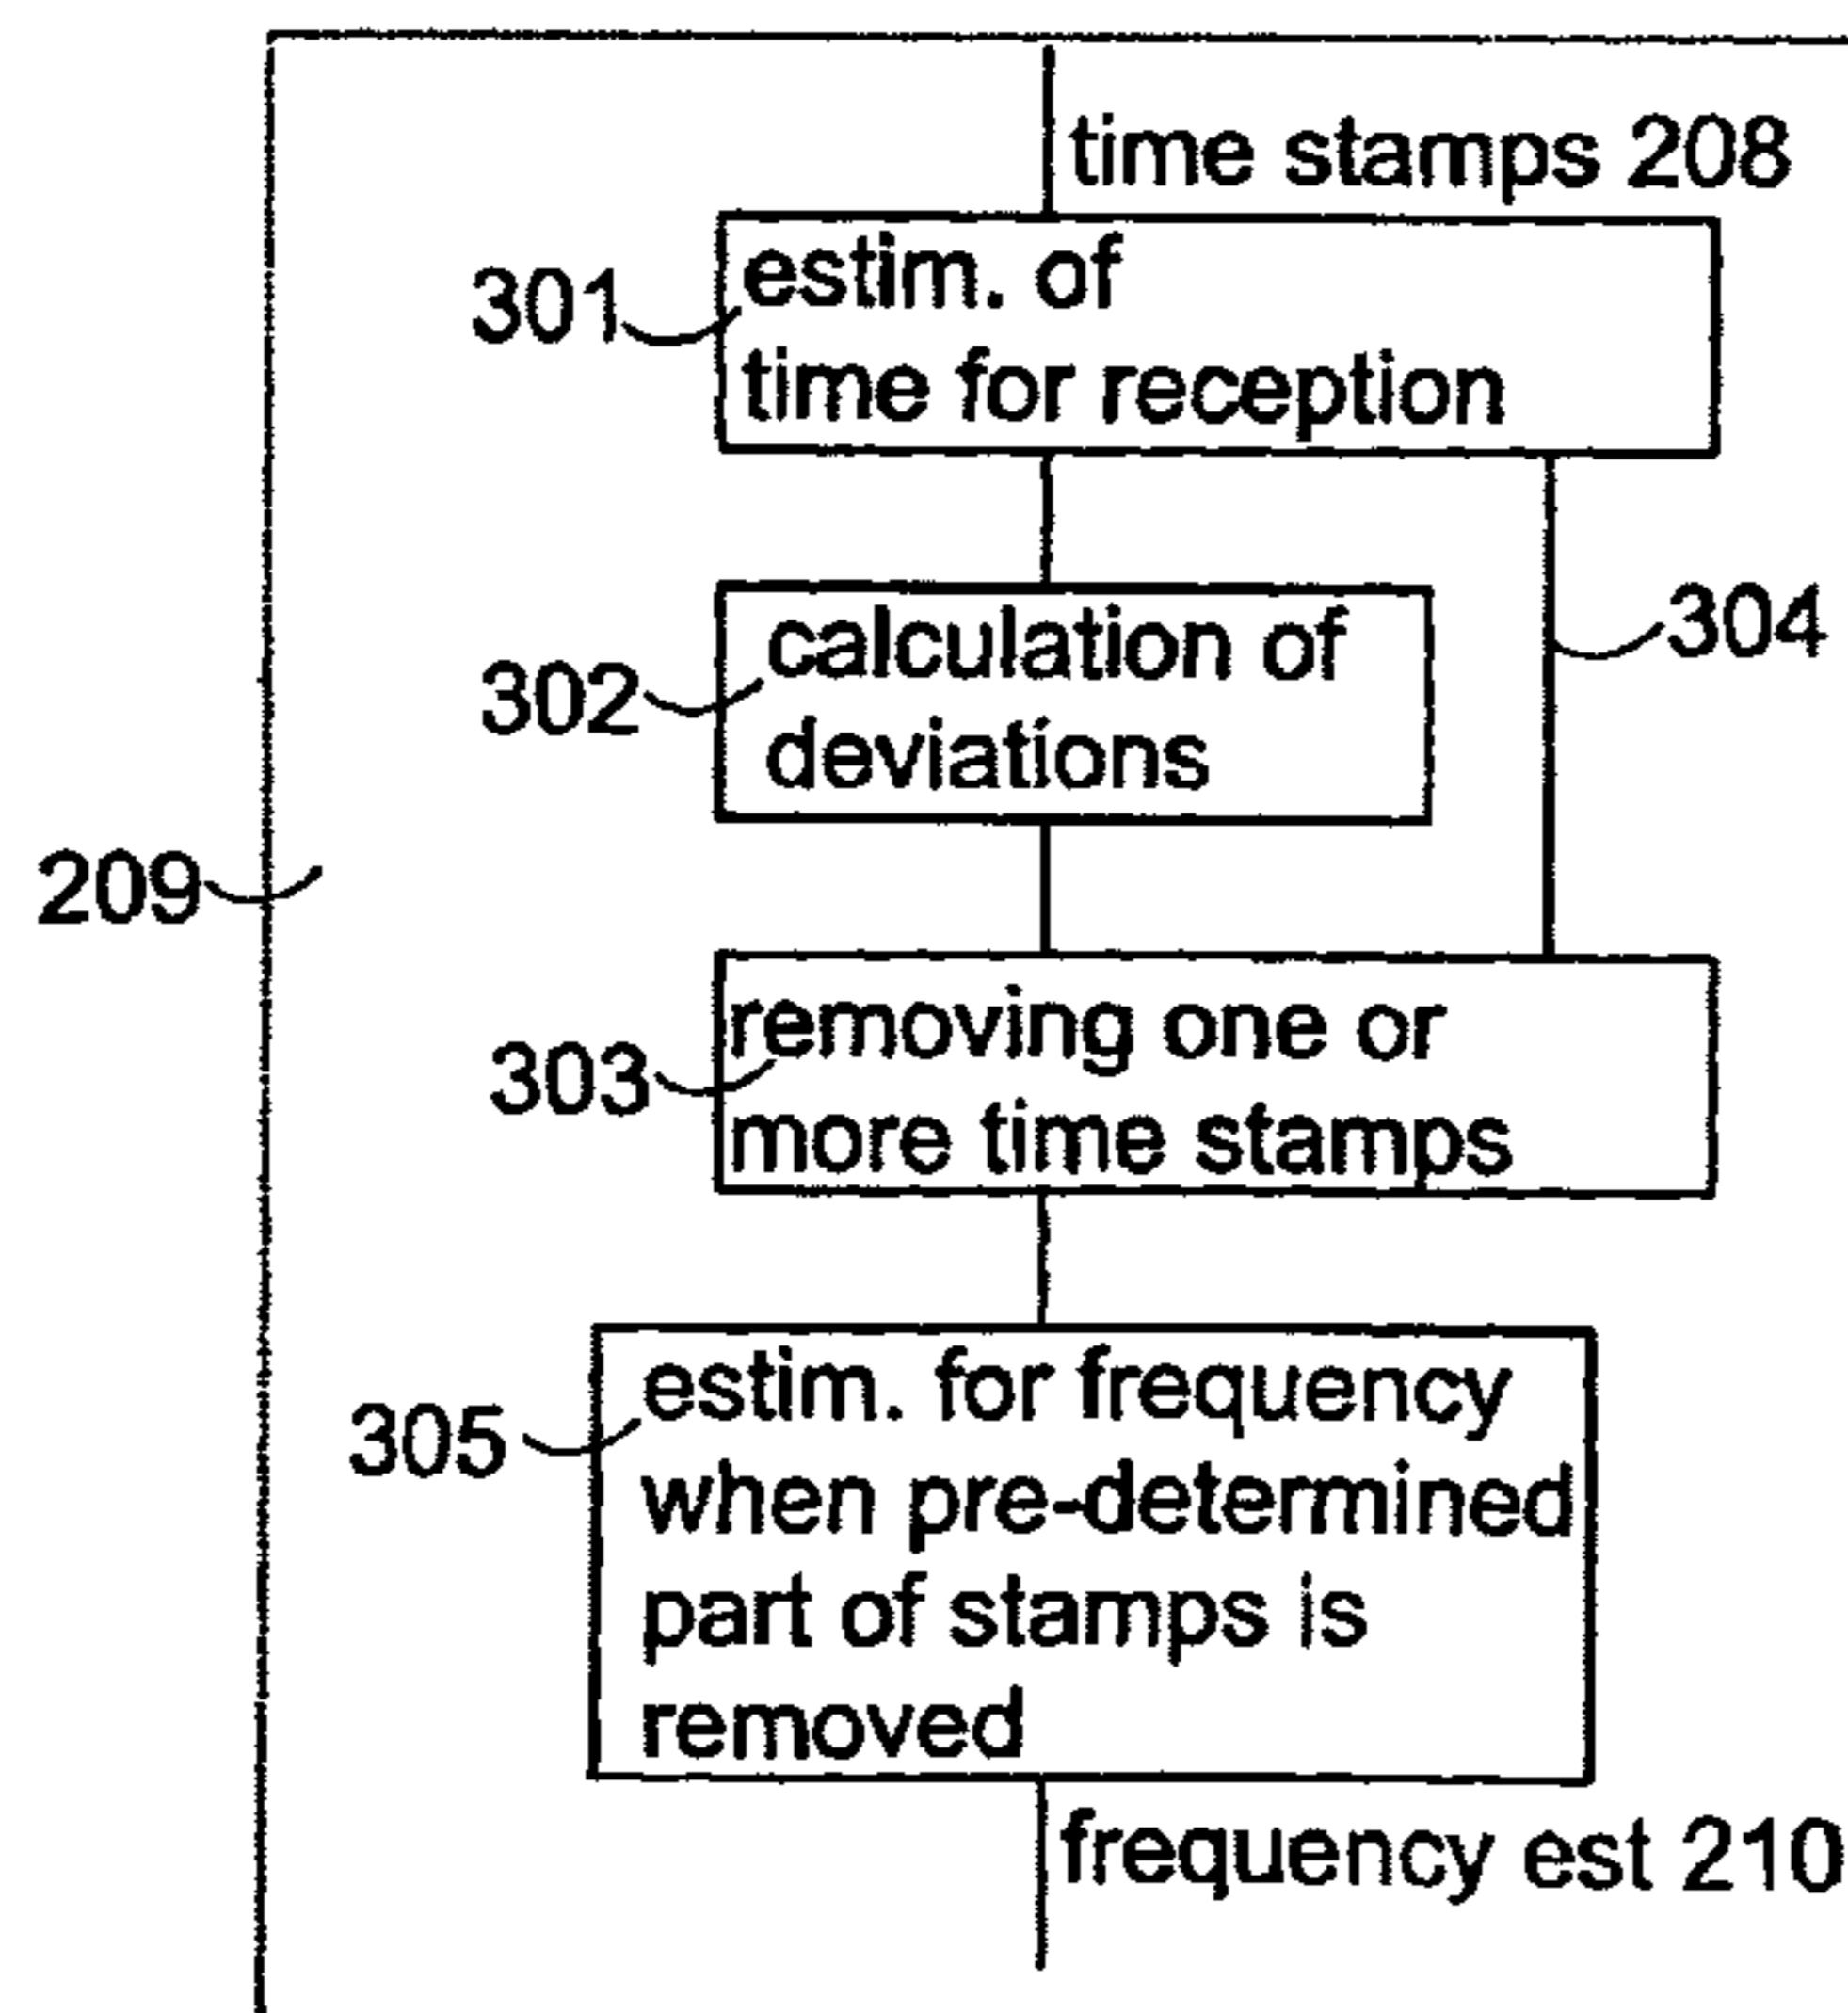 time stamps 208
301
estim. of
time for reception
302
calculation of
deviations
304
209
303
removing one or
more time stamps
305
estim. for frequency
when pre-determined
part of stamps is
removed
frequency est 210